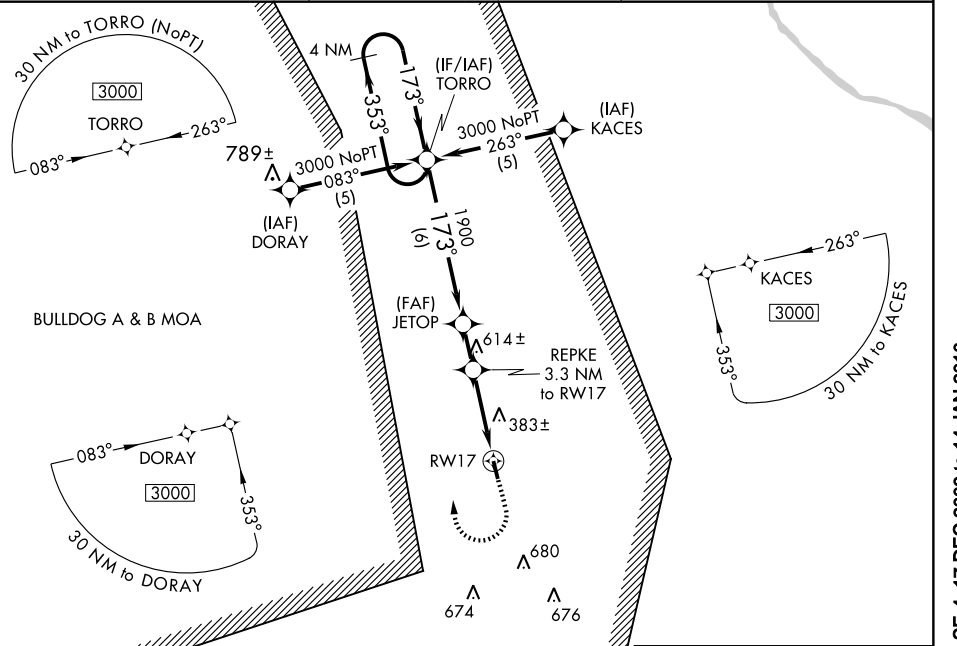 30 NM to TORRO (NoPT)
3000
TORRO
083°
263°
4 NM
353°
173°
(IF/IAF)
TORRO
3000 NoPT
263°
(5)
(IAF)
KACES
789±
3000 NoPT
083°
(5)
(IAF)
DORAY
1900
173°
(6)
263°
KACES
3000
353°
30 NM to KACES
BULLDOG A & B MOA
(FAF)
JETOP
614±
REPKE
3.3 NM
to RW17
383±
RW17
083°
DORAY
3000
353°
30 NM to DORAY
680
674
676